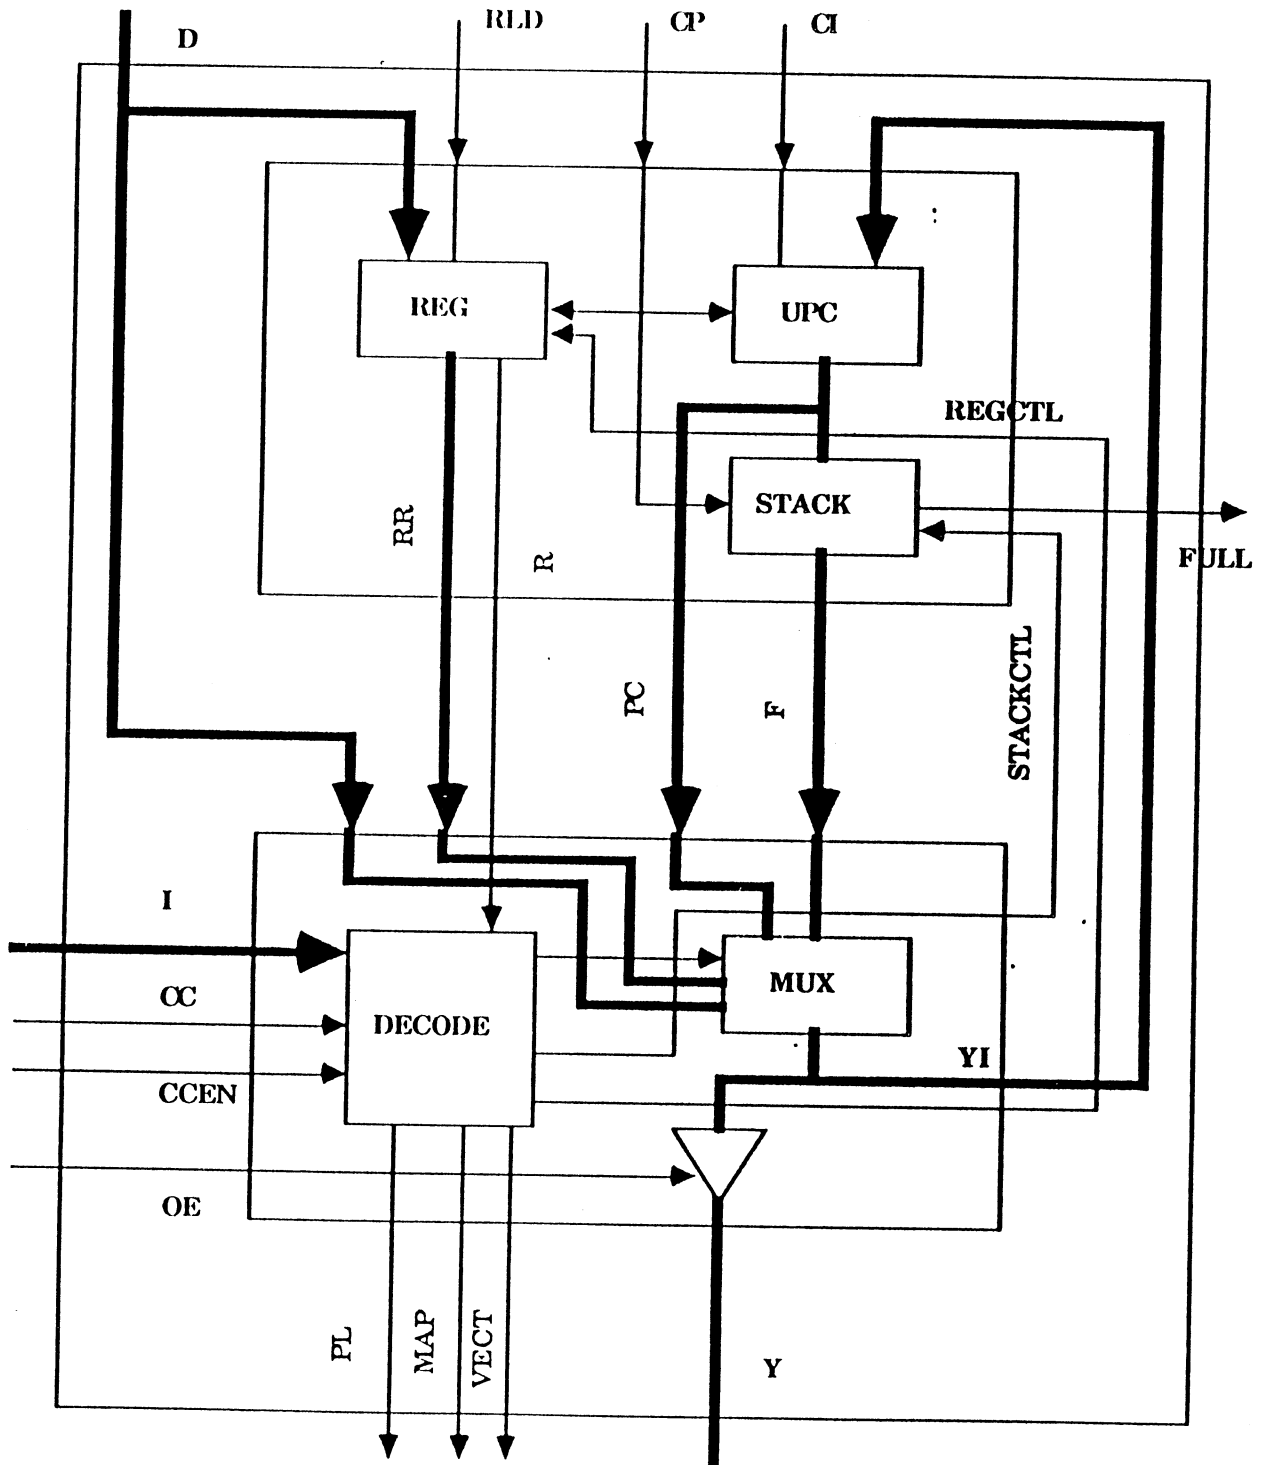 D
RLD
CP
CI
REG
UPC
REGCTL
STACK
RR
R
FULL
PC
F
STACKCTL
I
CC
MUX
DECODE
YI
CCEN
OE
PL
MAP
VECT
Y